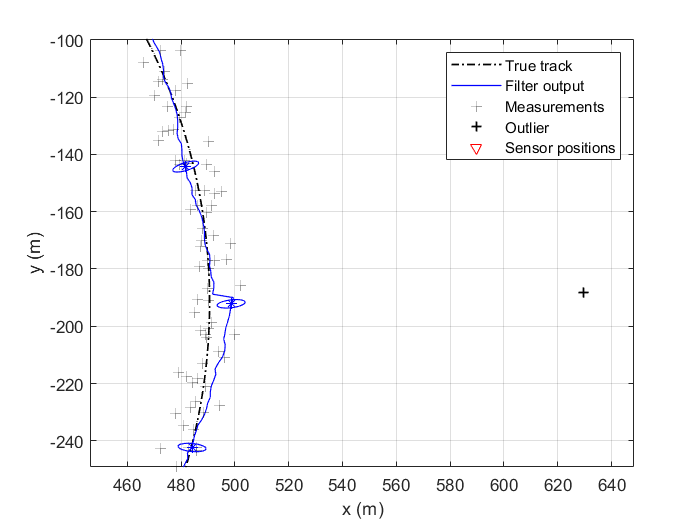 -100
-120
-140
-160
-180
-200
-220
-240
y (m)
460 480 500 520 540 560 580 600 620 640
x (m)
True track
Filter output
Measurements
Outlier
Sensor positions